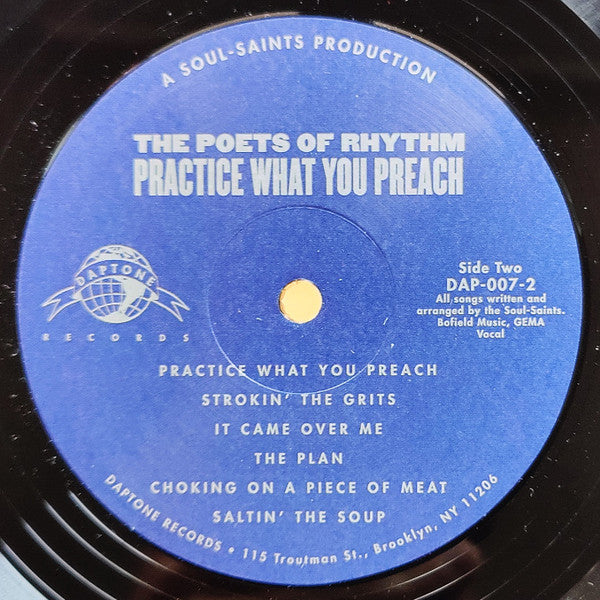 A SOUL-SAINTS PRODUCTION
THE POETS OF RHYTHM
PRACTICE WHAT YOU PREACH
DAPTONE
RECORDS
Side Two
DAP-007-2
All songs written and
arranged by the Soul-Saints.
Bofield Music, GEMA
Vocal
PRACTICE WHAT YOU PREACH
STROKIN' THE GRITS
IT CAME OVER ME
THE PLAN
CHOKING ON A PIECE OF MEAT
SALTIN' THE SOUP
DAPTONE RECORDS • 115 Troutman St., Brooklyn, NY 11206